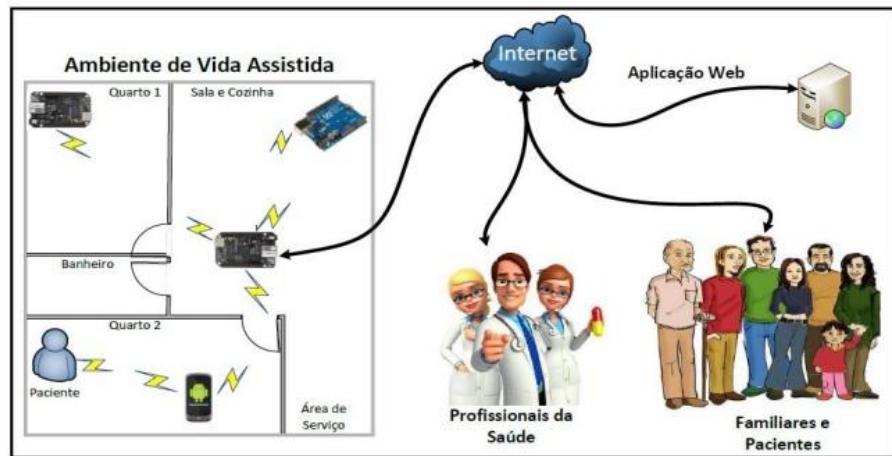 Ambiente de Vida Assistida
Quarto 1
Sala e Cozinha
Banheiro
Quarto 2
Paciente
Área de
Serviço
Internet
Aplicação Web
Profissionais da
Saúde
Familiares e
Pacientes